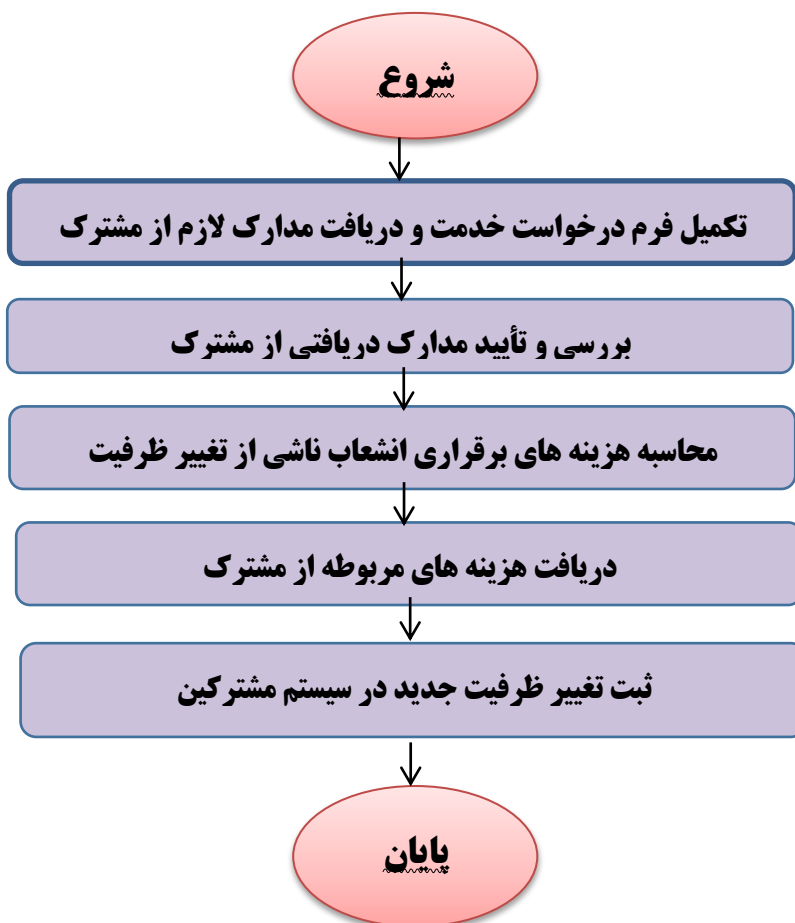 شروع
تکمیل فرم درخواست خدمت و دریافت مدارک لازم از مشترک
بررسی و تأیید مدارک دریافتی از مشترک
محاسبه هزینه های برقراری انشعاب ناشی از تغییر ظرفیت
دریافت هزینه های مربوطه از مشترک
ثبت تغییر ظرفیت جدید در سیستم مشترکین
پایان